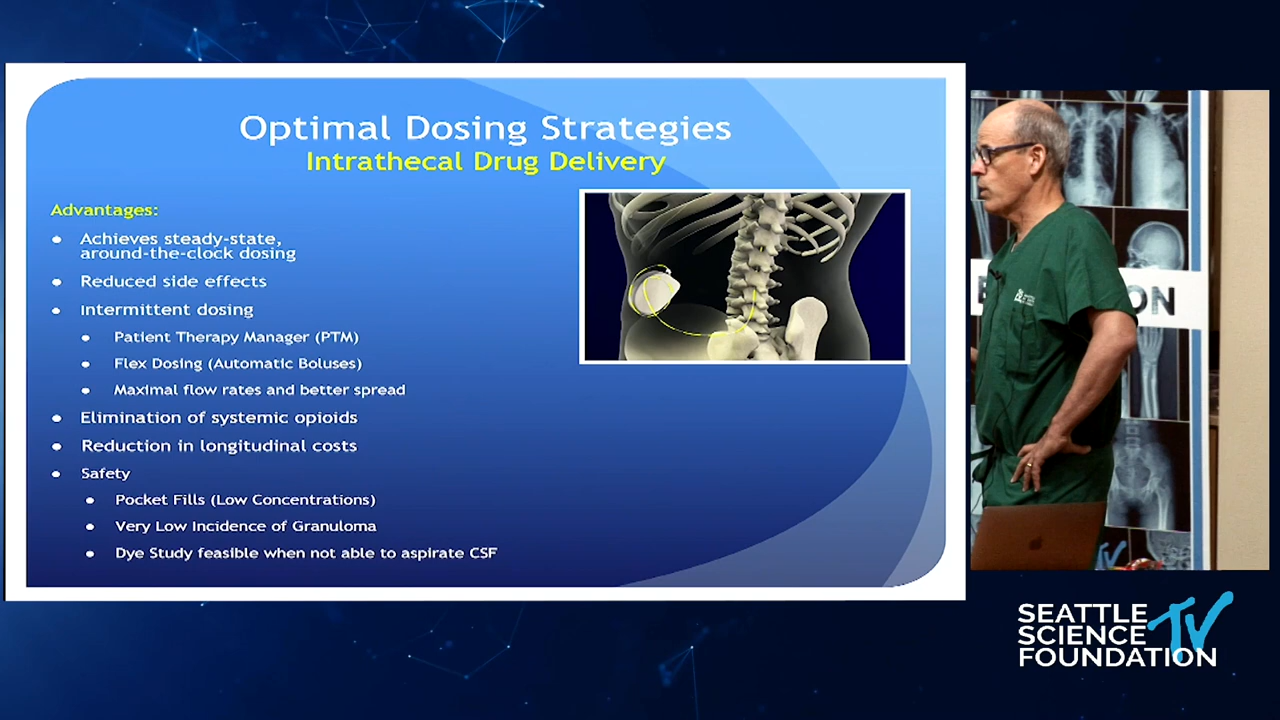 Optimal Dosing Strategies
Intrathecal Drug Delivery
Advantages:
• Achieves steady-state,
around-the-clock dosing
• Reduced side effects
• Intermittent dosing
• Patient Therapy Manager (PTM)
• Flex Dosing (Automatic Boluses)
• Maximal flow rates and better spread
• Elimination of systemic opioids
• Reduction in longitudinal costs
• Safety
• Pocket Fills (Low Concentrations)
• Very Low Incidence of Granuloma
• Dye Study feasible when not able to aspirate CSF
ON
SEATTLE
SCIENCE
FOUNDATION
TV